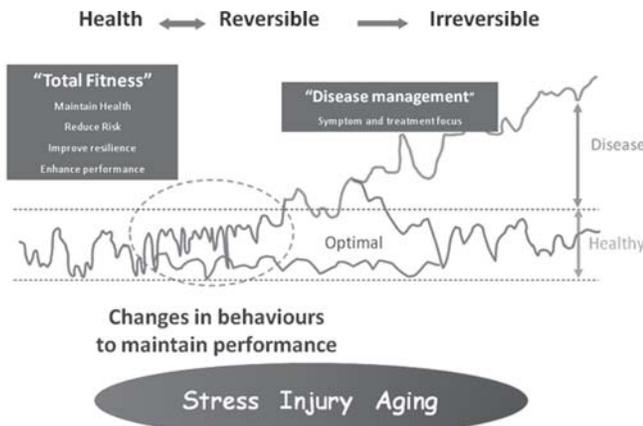 Health Reversible Irreversible
“Total Fitness”
Maintain Health
Reduce Risk
Improve resilience
Enhance performance
“Disease management”
Symptom and treatment focus
Disease
Optimal
Healthy
Changes in behaviours
to maintain performance
Stress Injury Aging